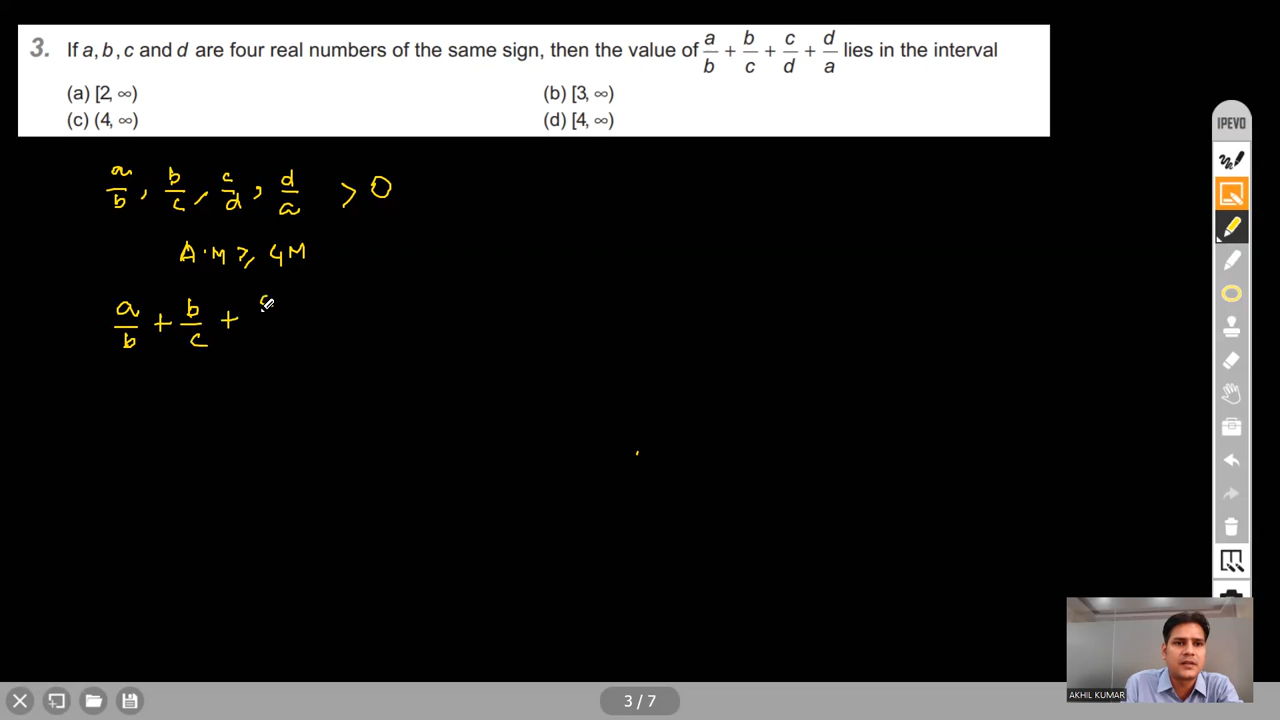 3. If a, b, c and d are four real numbers of the same sign, then the value of a/b + b/c + c/d + d/a lies in the interval
(a) [2, ∞) (b) [3, ∞)
(c) (4, ∞) (d) [4, ∞)
IPEVO
a/b, b/c, c/d, d/a > 0
A.M ≥ GM
a/b + b/c +
AKHIL KUMAR
3 / 7